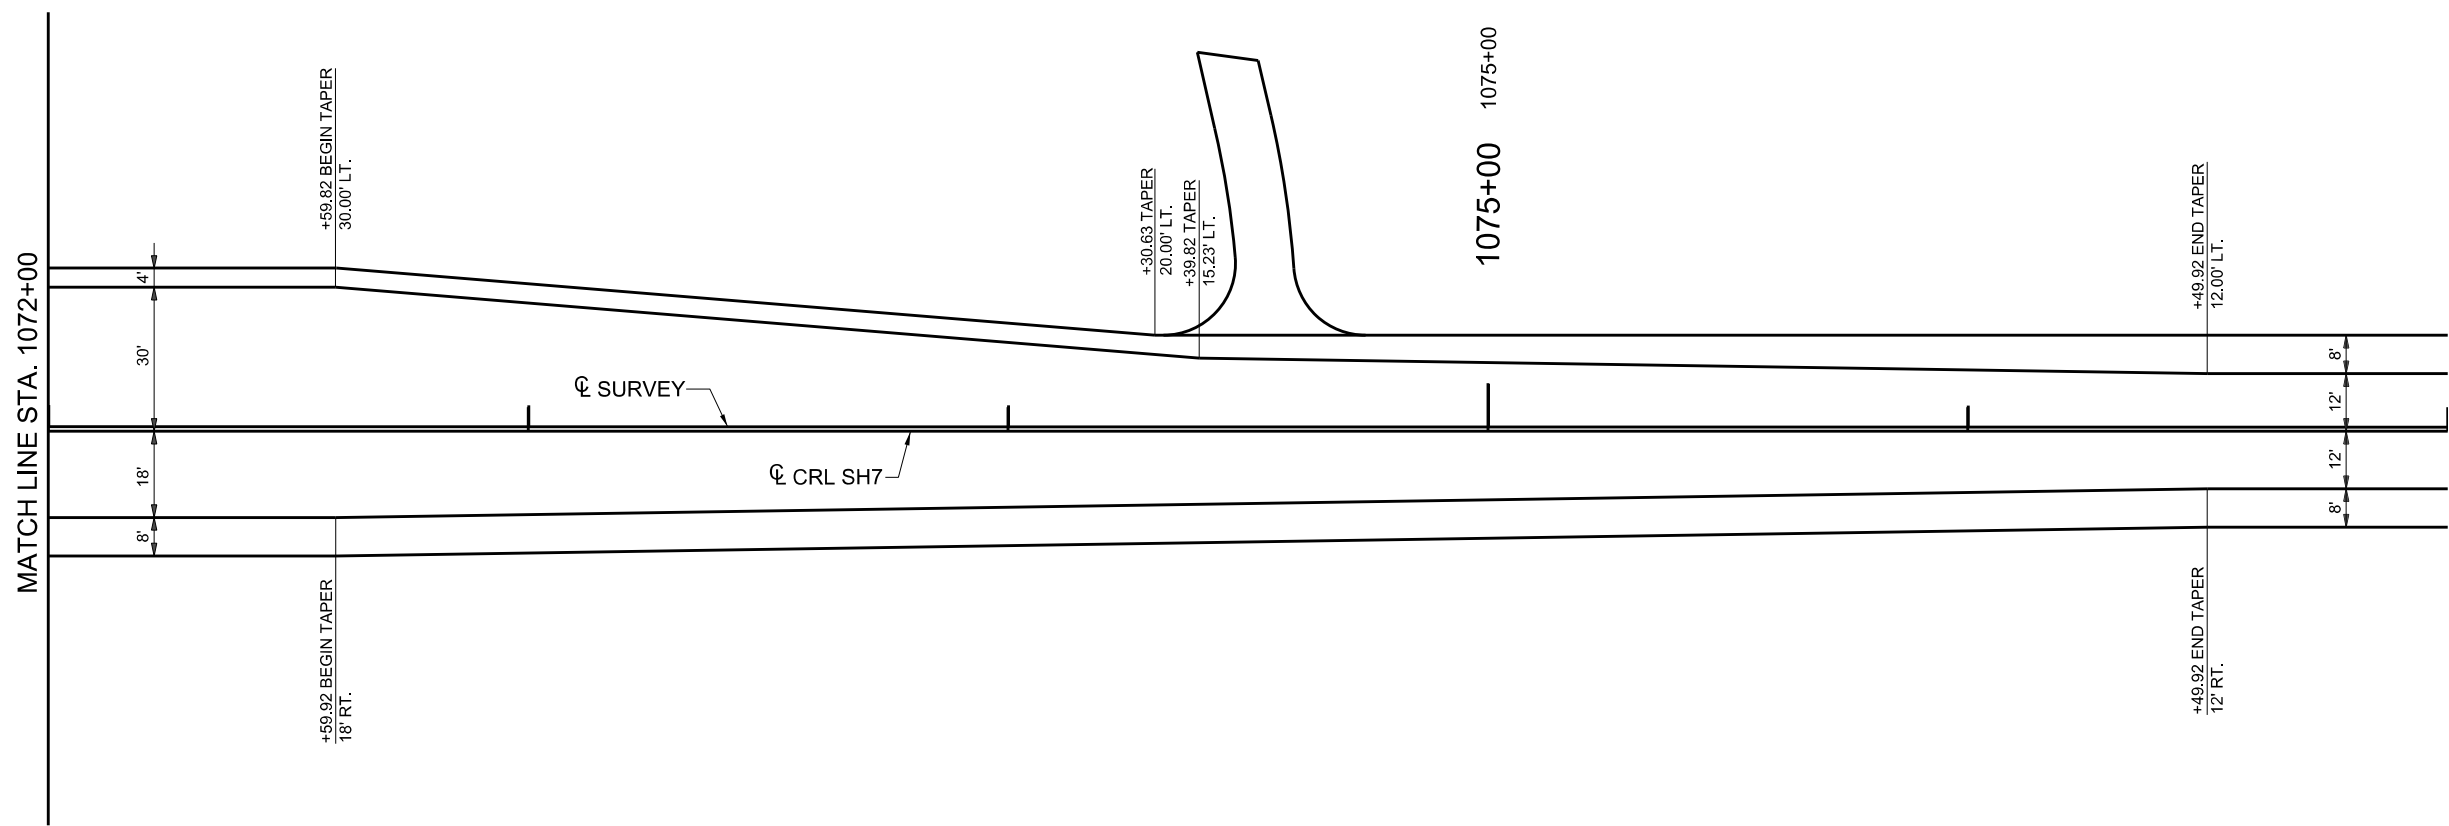 MATCH LINE STA. 1072+00
+59.82 BEGIN TAPER
30.00' LT.
4'
30'
18'
8'
+59.92 BEGIN TAPER
18' RT.
℄ SURVEY
℄ CRL SH7
+30.63 TAPER
20.00' LT.
+39.82 TAPER
15.23' LT.
1075+00
1075+00
+49.92 END TAPER
12.00' LT.
8'
12'
12'
8'
+49.92 END TAPER
12' RT.